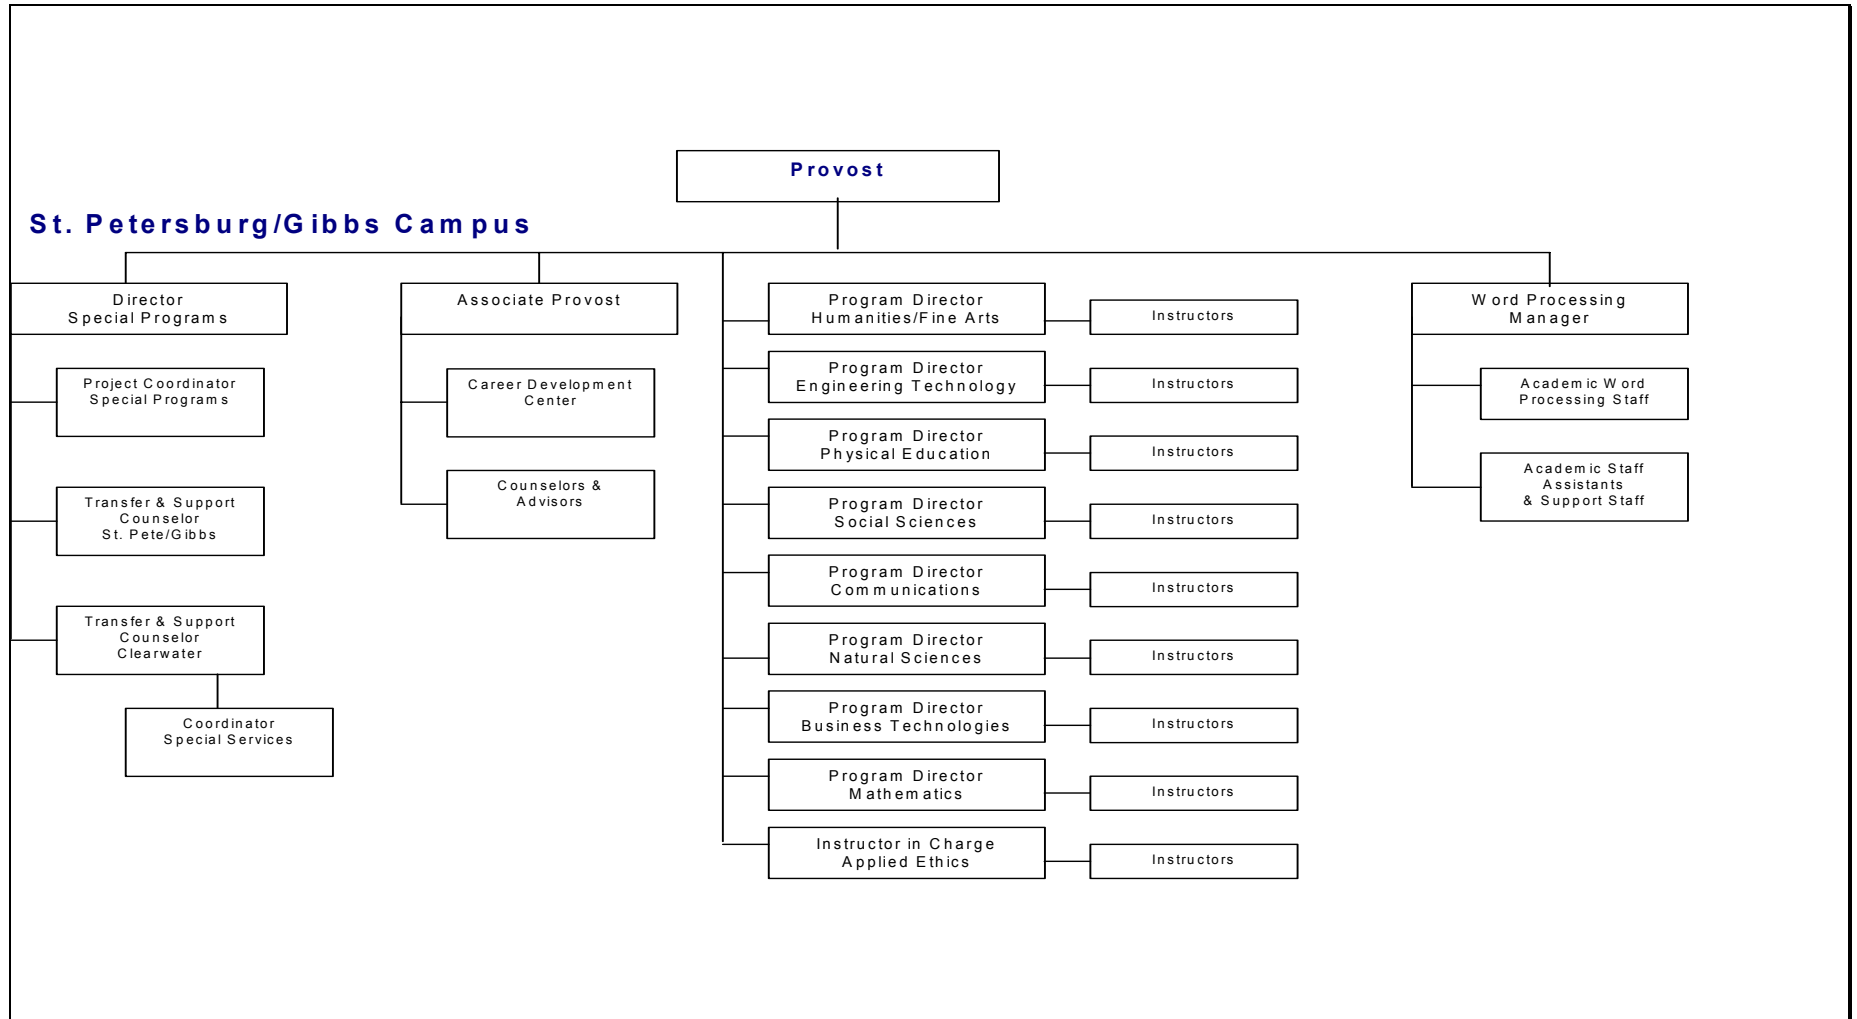 Provost
St. Petersburg/Gibbs Campus
Director
Special Programs
Project Coordinator
Special Programs
Transfer & Support
Counselor
St. Pete/Gibbs
Transfer & Support
Counselor
Clearwater
Coordinator
Special Services
Associate Provost
Career Development
Center
Counselors &
Advisors
Program Director
Humanities/Fine Arts
Instructors
Program Director
Engineering Technology
Instructors
Program Director
Physical Education
Instructors
Program Director
Social Sciences
Instructors
Program Director
Communications
Instructors
Program Director
Natural Sciences
Instructors
Program Director
Business Technologies
Instructors
Program Director
Mathematics
Instructors
Instructor in Charge
Applied Ethics
Instructors
Word Processing
Manager
Academic Word
Processing Staff
Academic Staff
Assistants
& Support Staff